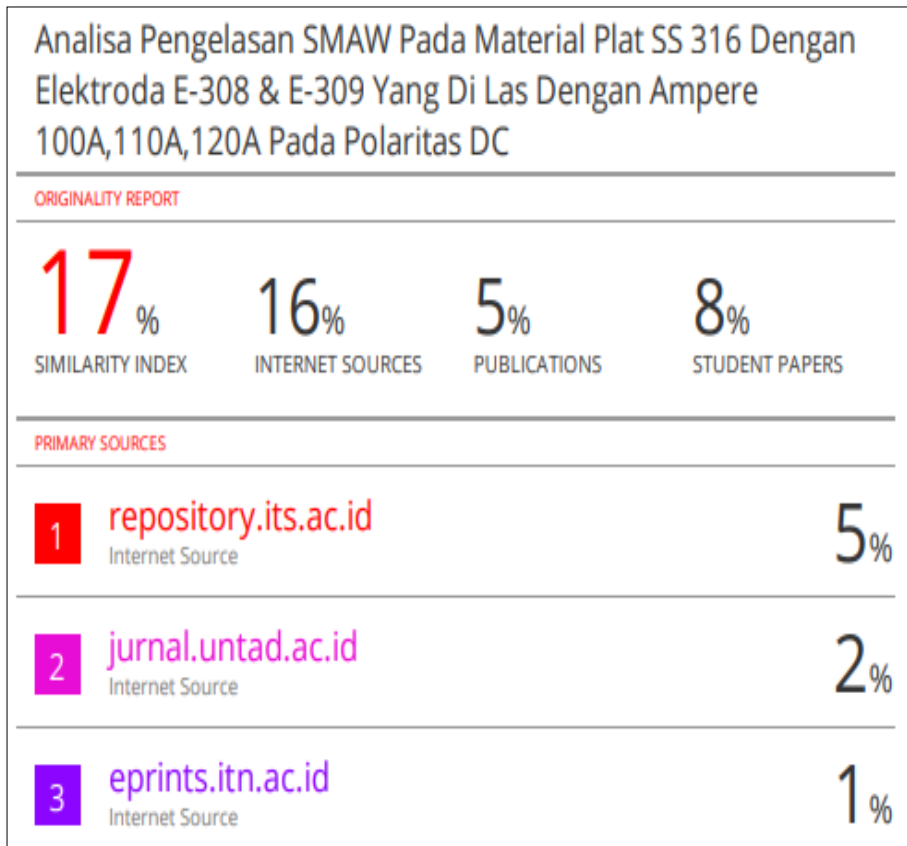 Analisa Pengelasan SMAW Pada Material Plat SS 316 Dengan
Elektroda E-308 & E-309 Yang Di Las Dengan Ampere
100A,110A,120A Pada Polaritas DC
ORIGINALITY REPORT
17% 16% 5% 8%
SIMILARITY INDEX INTERNET SOURCES PUBLICATIONS STUDENT PAPERS
PRIMARY SOURCES
1 repository.its.ac.id 5%
Internet Source
2 jurnal.untad.ac.id 2%
Internet Source
3 eprints.itn.ac.id 1%
Internet Source